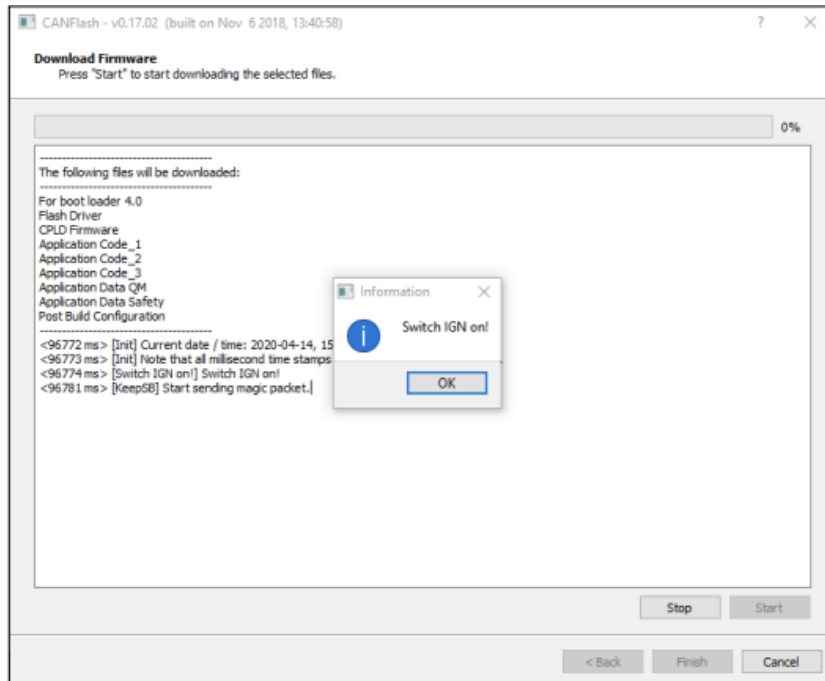 CANFlash - v0.17.02 (built on Nov 6 2018, 13:40:58)
?
Download Firmware
Press "Start" to start downloading the selected files.
0%
--------------------------------------
The following files will be downloaded:
--------------------------------------
For boot loader 4.0
Flash Driver
CPLD Firmware
Application Code_1
Application Code_2
Application Code_3
Application Data QM
Application Data Safety
Post Build Configuration
--------------------------------------
<96772 ms> [Init] Current date / time: 2020-04-14, 15
<96773 ms> [Init] Note that all millisecond time stamps
<96774 ms> [Switch IGN on!] Switch IGN on!
<96781 ms> [KeepSB] Start sending magic packet.
Information
Switch IGN on!
OK
Stop
Start
< Back
Finish
Cancel